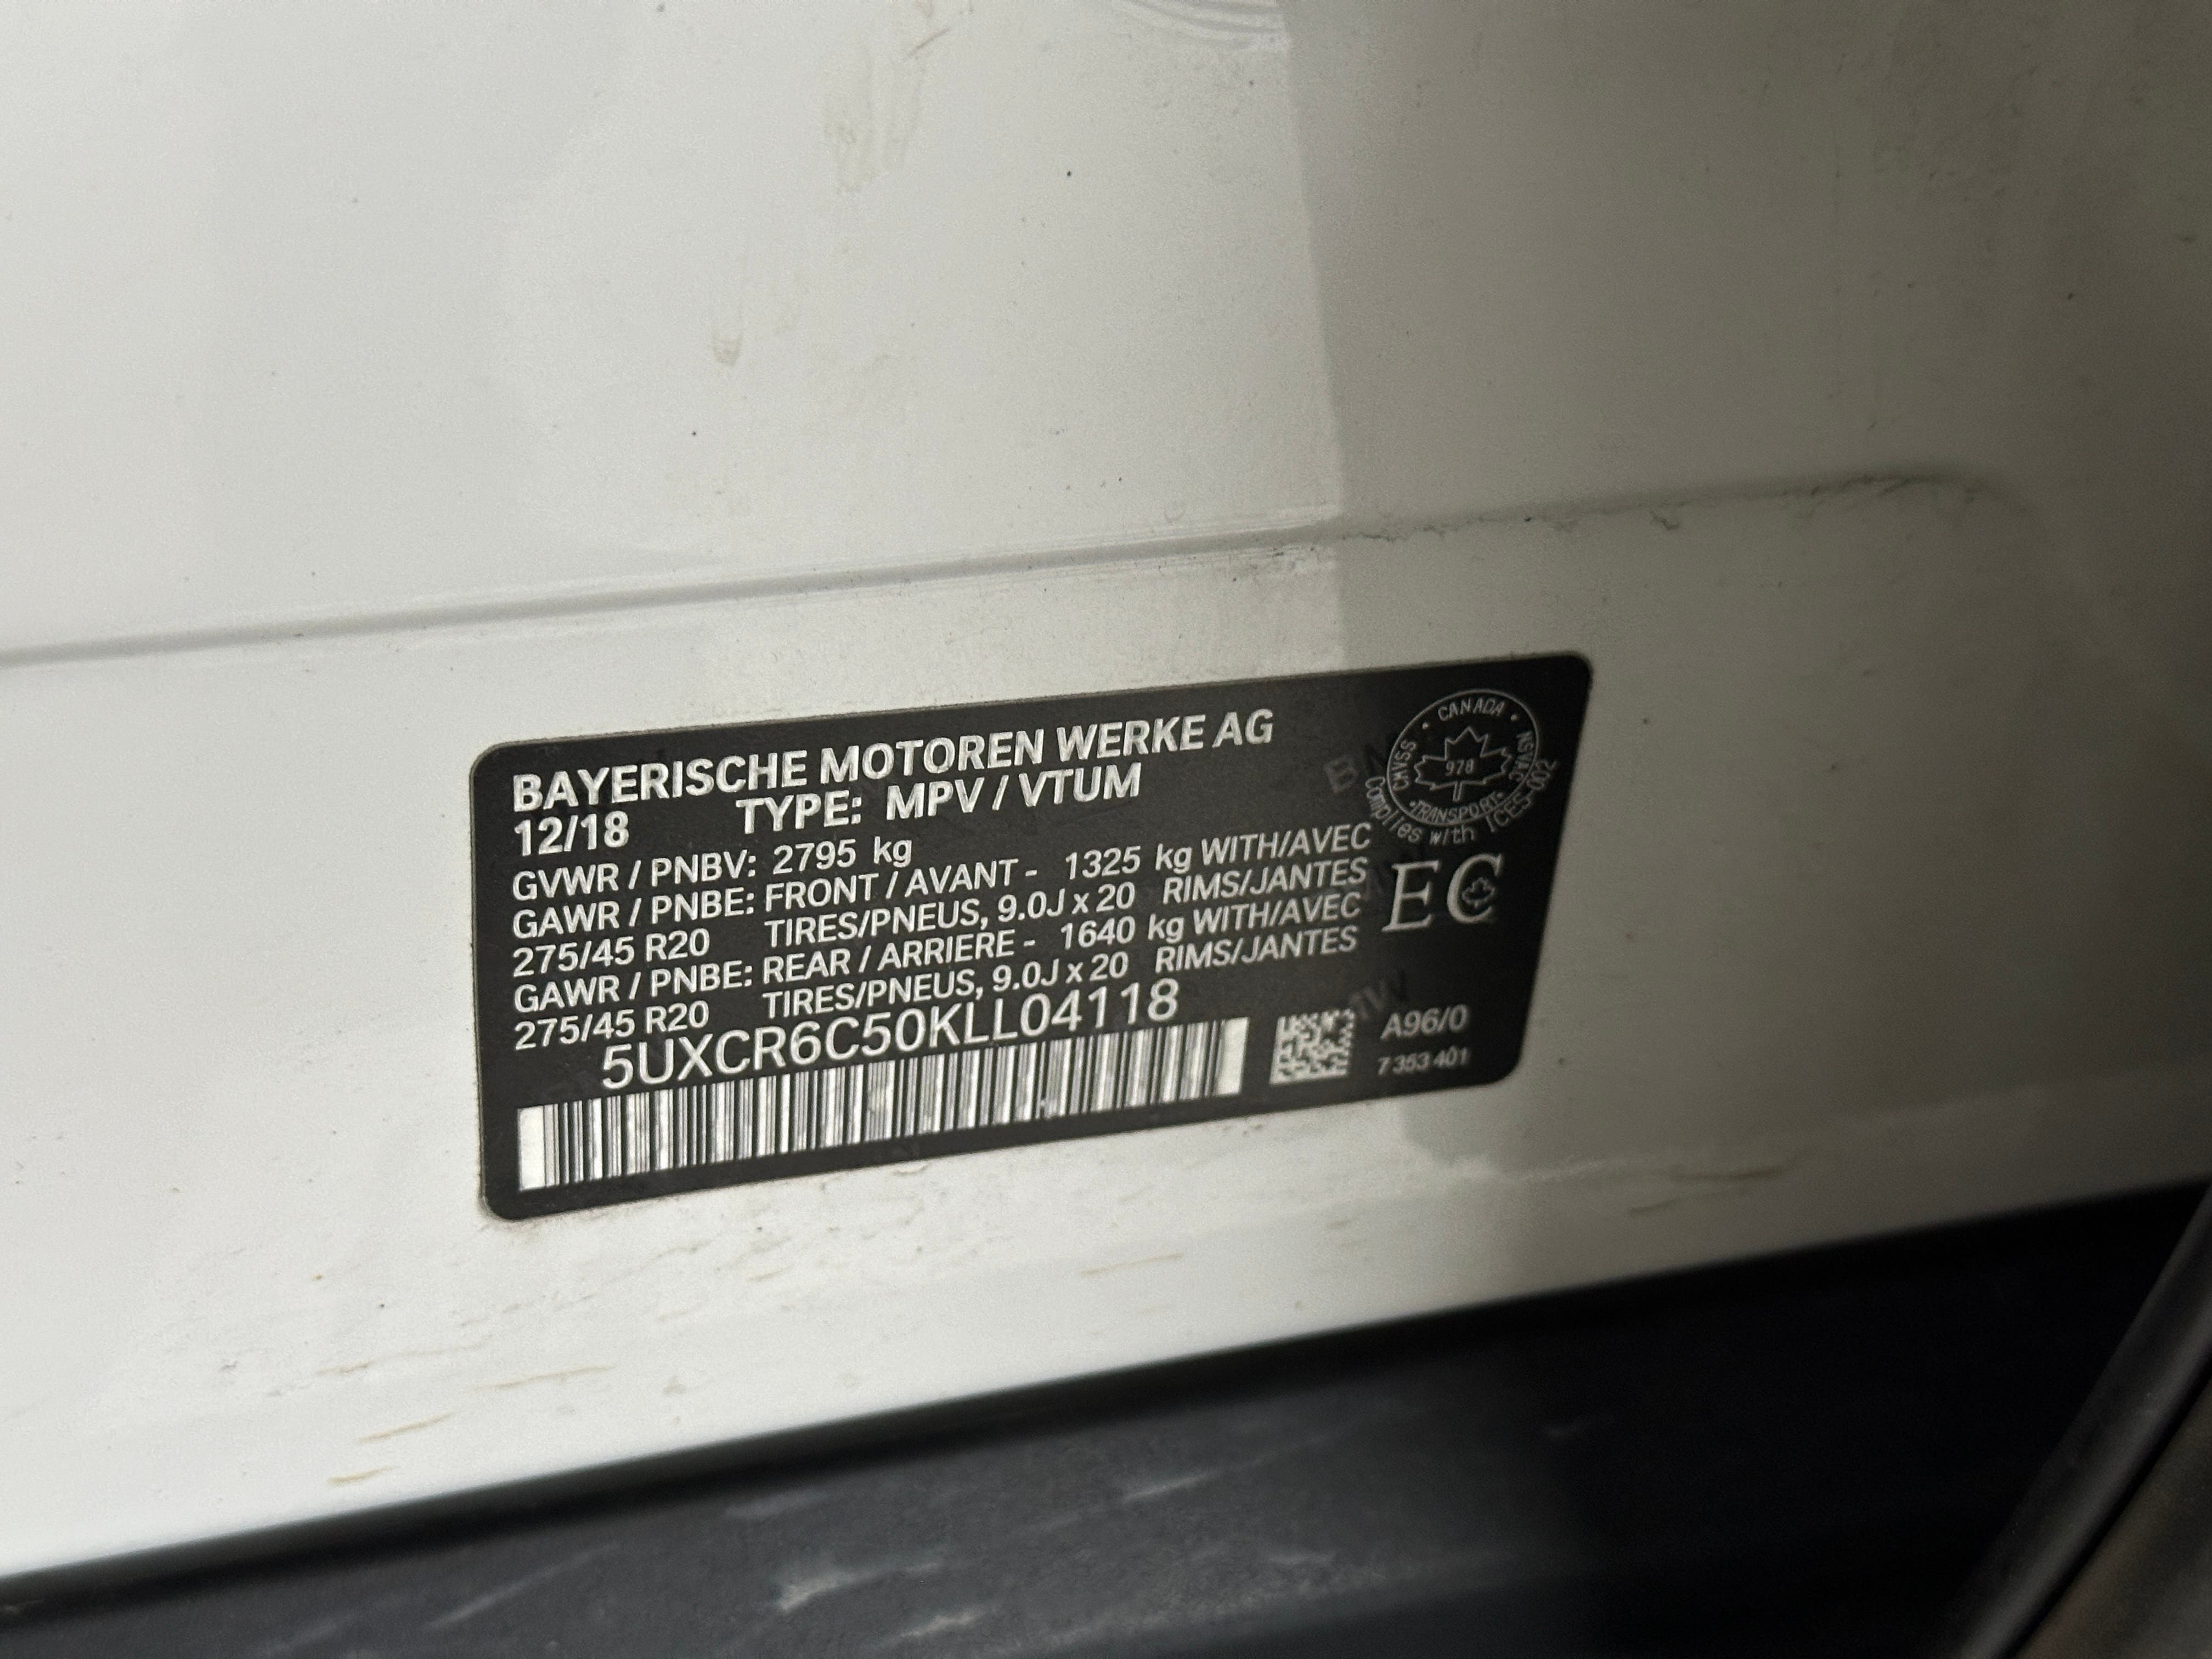 BAYERISCHE MOTOREN WERKE AG
12/18 TYPE: MPV / VTUM
GVWR / PNBV: 2795 kg
GAWR / PNBE: FRONT / AVANT - 1325 kg WITH/AVEC
275/45 R20 TIRES/PNEUS, 9.0J x 20 RIMS/JANTES
GAWR / PNBE: REAR / ARRIERE - 1640 kg WITH/AVEC
275/45 R20 TIRES/PNEUS, 9.0J x 20 RIMS/JANTES
5UXCR6C50KLL04118
CANADA
CMVSS 978 NSVAC
TRANSPORT
Complies with ICES-002
EC
A96/0
7 353 401